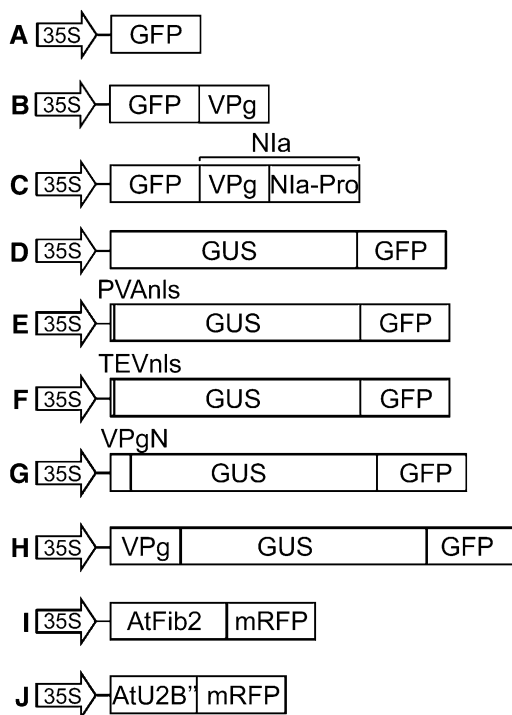 A 35S GFP
B 35S GFP VPg
NIa
C 35S GFP VPg NIa-Pro
D 35S GUS GFP
PVAnls
E 35S GUS GFP
TEVnls
F 35S GUS GFP
VPgN
G 35S GUS GFP
H 35S VPg GUS GFP
I 35S AtFib2 mRFP
J 35S AtU2B” mRFP